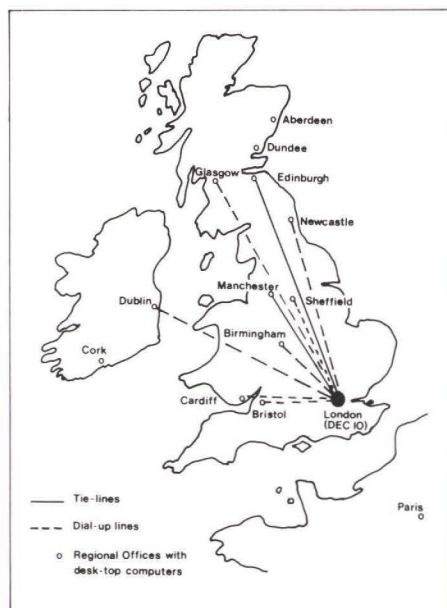 Aberdeen
Dundee
Glasgow
Edinburgh
Newcastle
Manchester
Sheffield
Dublin
Birmingham
Cork
Cardiff
Bristol
London
(DEC 10)
Tie-lines
Dial-up lines
Paris
Regional Offices with
desk-top computers